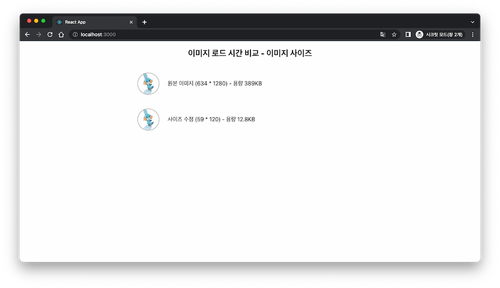 React App
localhost:3000
시크릿 모드(창 2개)
이미지 로드 시간 비교 - 이미지 사이즈
원본 이미지 (634 * 1280) - 용량 389KB
사이즈 수정 (59 * 120) - 용량 12.8KB